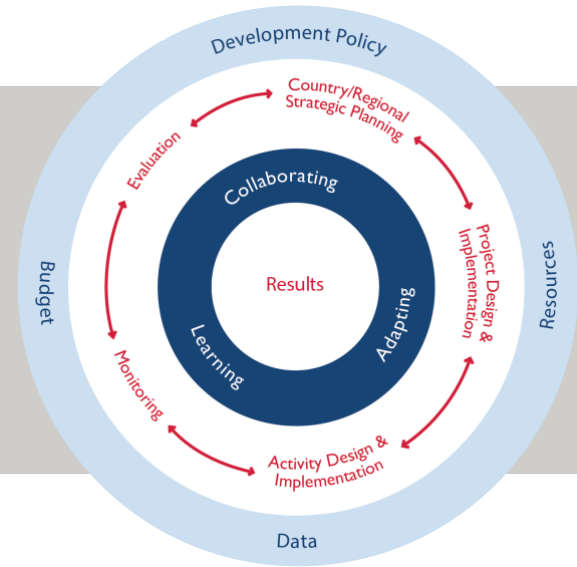 Development Policy
Country/Regional
Strategic Planning
Evaluation
Collaborating
Project Design &
Implementation
Budget
Results
Resources
Adapting
Learning
Monitoring
Activity Design &
Implementation
Data